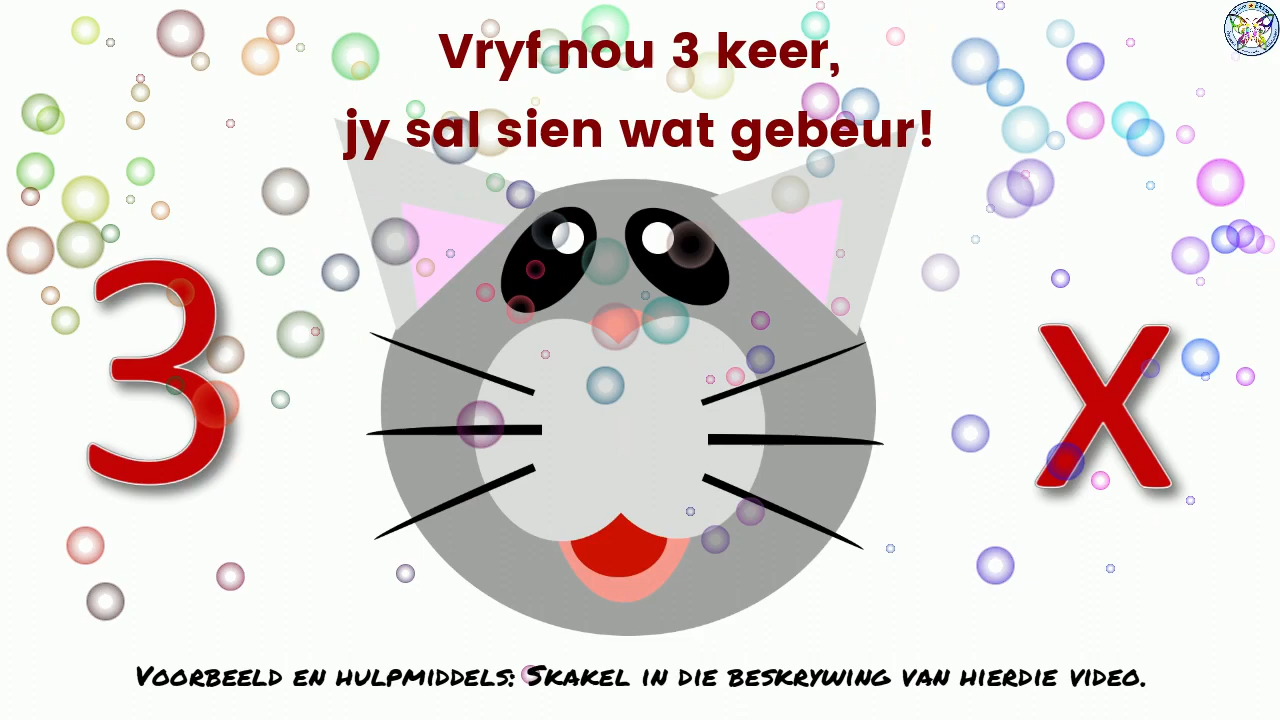 Vryf nou 3 keer,
jy sal sien wat gebeur!
3 x
Voorbeeld en hulpmiddels: Skakel in die beskrywing van hierdie video.